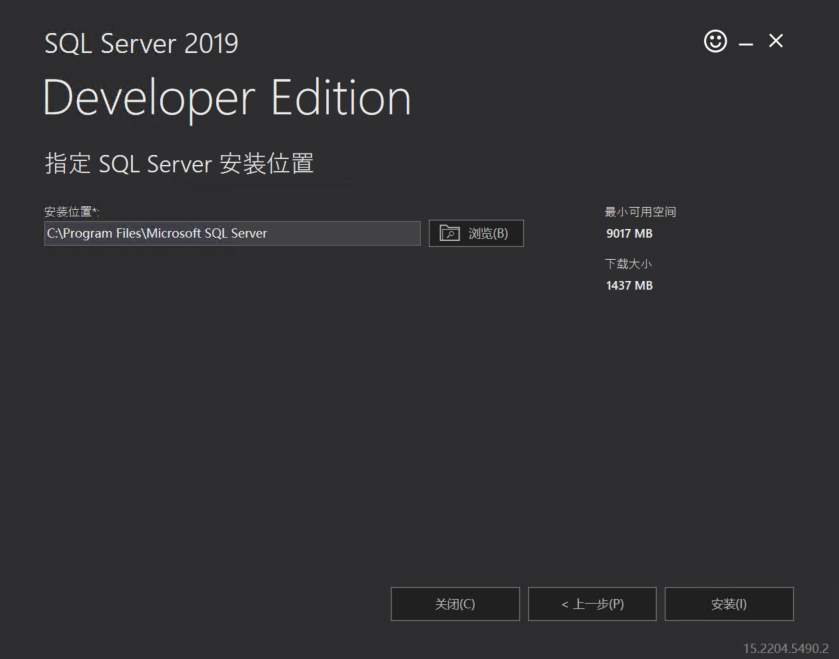 SQL Server 2019
Developer Edition
指定 SQL Server 安装位置
安装位置*:
C:\Program Files\Microsoft SQL Server
浏览(B)
最小可用空间
9017 MB
下载大小
1437 MB
关闭(C)
< 上一步(P)
安装(I)
15.2204.5490.2